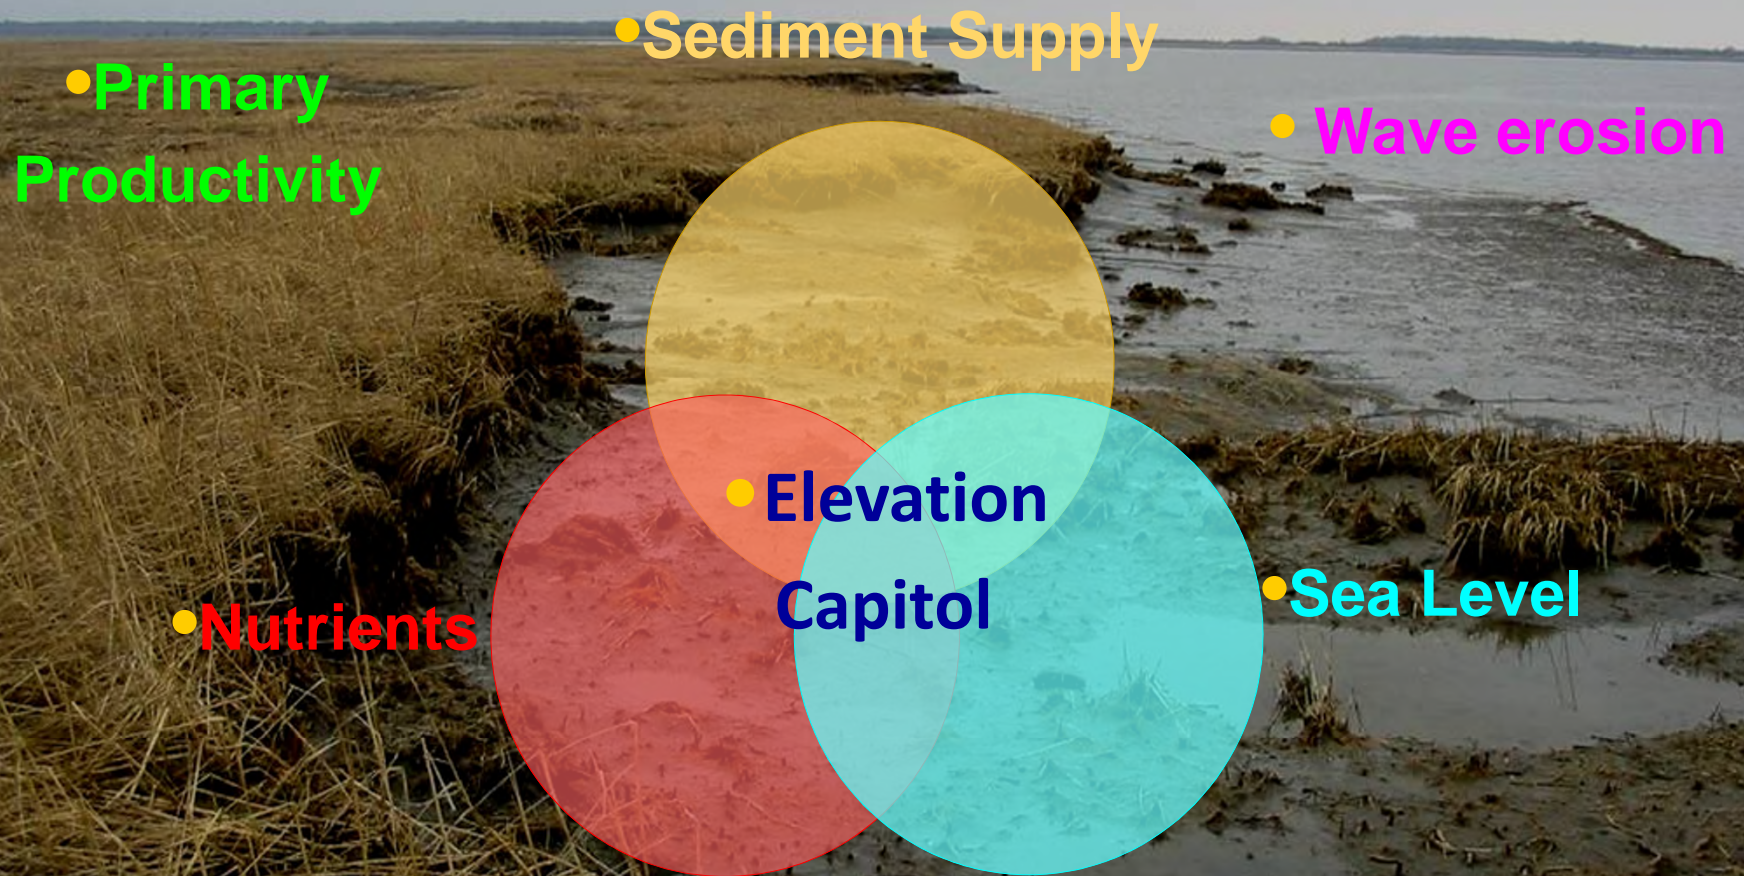 •Sediment Supply
•Primary
Productivity
• Wave erosion
•Elevation
Capitol
•Nutrients
•Sea Level